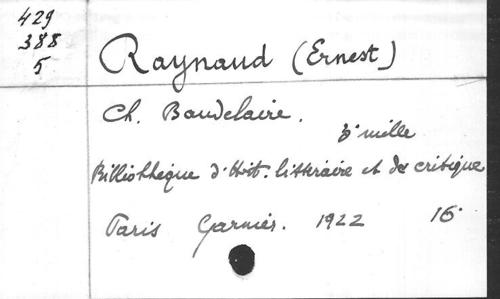 429
388
5
Raynaud (Ernest)
Ch. Baudelaire.
3e mille
Bibliothèque d'Hist. littéraire et de critique
Paris Garnier. 1922 16°